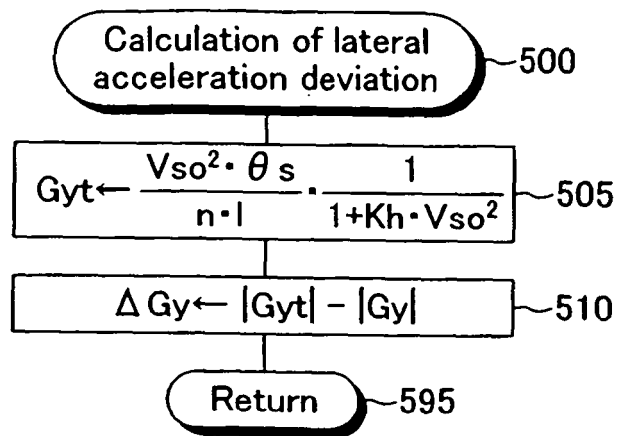 Calculation of lateral
acceleration deviation
500
Gyt← Vso²・θs / n・l ・ 1 / 1+Kh・Vso²
505
ΔGy← |Gyt| − |Gy|
510
Return
595